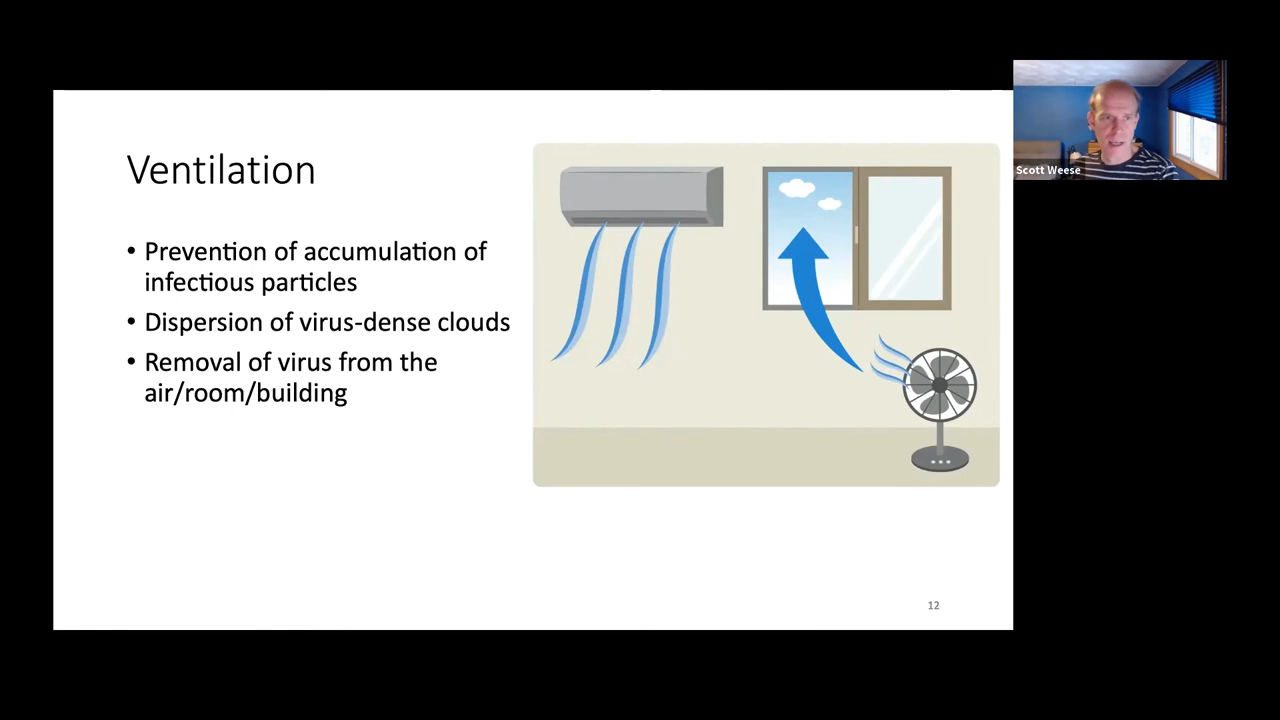 Ventilation
• Prevention of accumulation of
infectious particles
• Dispersion of virus-dense clouds
• Removal of virus from the
air/room/building
12
Scott Weese